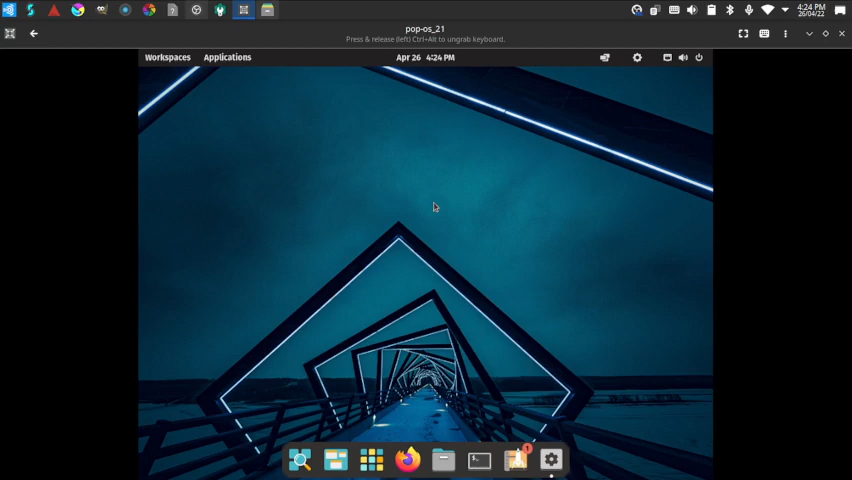 4:24 PM
26/04/22
pop-os_21
Press & release (left) Ctrl+Alt to ungrab keyboard.
Workspaces Applications Apr 26 4:24 PM
1